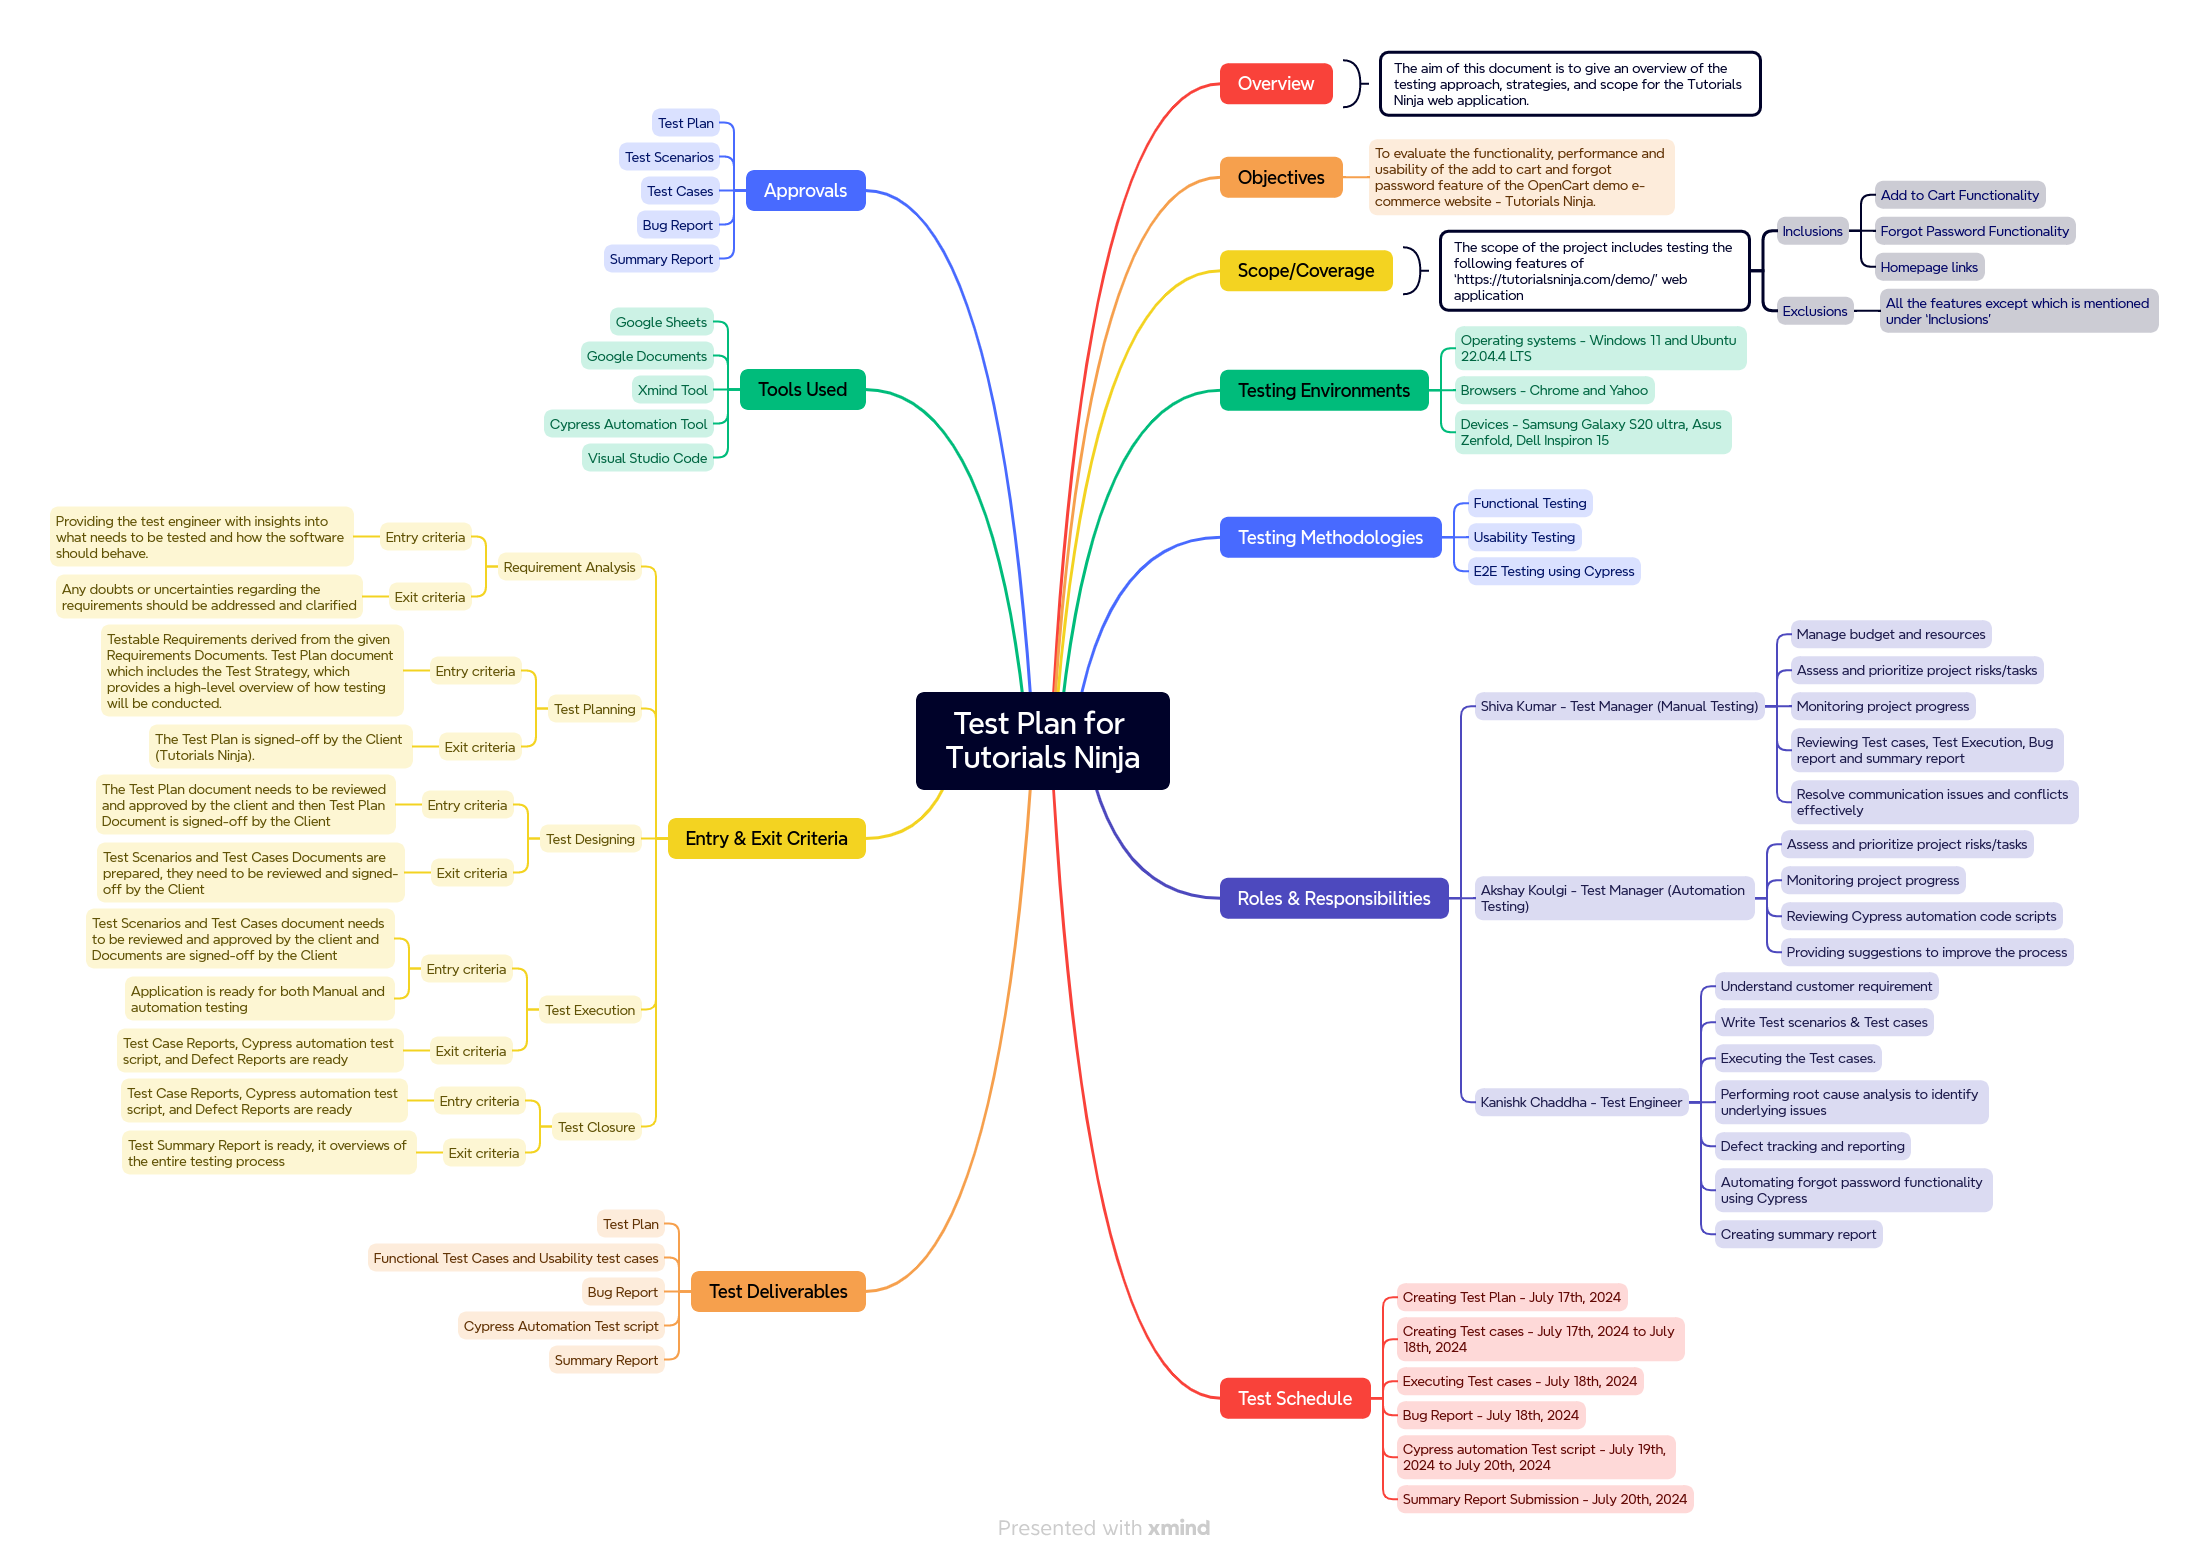 Test Plan for
Tutorials Ninja
Overview
The aim of this document is to give an overview of the
testing approach, strategies, and scope for the Tutorials
Ninja web application.
Objectives
To evaluate the functionality, performance and
usability of the add to cart and forgot
password feature of the OpenCart demo e-
commerce website - Tutorials Ninja.
Scope/Coverage
The scope of the project includes testing the
following features of
‘https://tutorialsninja.com/demo/’ web
application
Inclusions
Add to Cart Functionality
Forgot Password Functionality
Homepage links
Exclusions
All the features except which is mentioned
under ‘Inclusions’
Testing Environments
Operating systems - Windows 11 and Ubuntu
22.04.4 LTS
Browsers - Chrome and Yahoo
Devices - Samsung Galaxy S20 ultra, Asus
Zenfold, Dell Inspiron 15
Testing Methodologies
Functional Testing
Usability Testing
E2E Testing using Cypress
Roles & Responsibilities
Shiva Kumar - Test Manager (Manual Testing)
Manage budget and resources
Assess and prioritize project risks/tasks
Monitoring project progress
Reviewing Test cases, Test Execution, Bug
report and summary report
Resolve communication issues and conflicts
effectively
Akshay Koulgi - Test Manager (Automation
Testing)
Assess and prioritize project risks/tasks
Monitoring project progress
Reviewing Cypress automation code scripts
Providing suggestions to improve the process
Kanishk Chaddha - Test Engineer
Understand customer requirement
Write Test scenarios & Test cases
Executing the Test cases.
Performing root cause analysis to identify
underlying issues
Defect tracking and reporting
Automating forgot password functionality
using Cypress
Creating summary report
Test Schedule
Creating Test Plan - July 17th, 2024
Creating Test cases - July 17th, 2024 to July
18th, 2024
Executing Test cases - July 18th, 2024
Bug Report - July 18th, 2024
Cypress automation Test script - July 19th,
2024 to July 20th, 2024
Summary Report Submission - July 20th, 2024
Approvals
Test Plan
Test Scenarios
Test Cases
Bug Report
Summary Report
Tools Used
Google Sheets
Google Documents
Xmind Tool
Cypress Automation Tool
Visual Studio Code
Entry & Exit Criteria
Requirement Analysis
Entry criteria
Providing the test engineer with insights into
what needs to be tested and how the software
should behave.
Exit criteria
Any doubts or uncertainties regarding the
requirements should be addressed and clarified
Test Planning
Entry criteria
Testable Requirements derived from the given
Requirements Documents. Test Plan document
which includes the Test Strategy, which
provides a high-level overview of how testing
will be conducted.
Exit criteria
The Test Plan is signed-off by the Client
(Tutorials Ninja).
Test Designing
Entry criteria
The Test Plan document needs to be reviewed
and approved by the client and then Test Plan
Document is signed-off by the Client
Exit criteria
Test Scenarios and Test Cases Documents are
prepared, they need to be reviewed and signed-
off by the Client
Test Execution
Entry criteria
Test Scenarios and Test Cases document needs
to be reviewed and approved by the client and
Documents are signed-off by the Client
Application is ready for both Manual and
automation testing
Exit criteria
Test Case Reports, Cypress automation test
script, and Defect Reports are ready
Test Closure
Entry criteria
Test Case Reports, Cypress automation test
script, and Defect Reports are ready
Exit criteria
Test Summary Report is ready, it overviews of
the entire testing process
Test Deliverables
Test Plan
Functional Test Cases and Usability test cases
Bug Report
Cypress Automation Test script
Summary Report
Presented with xmind